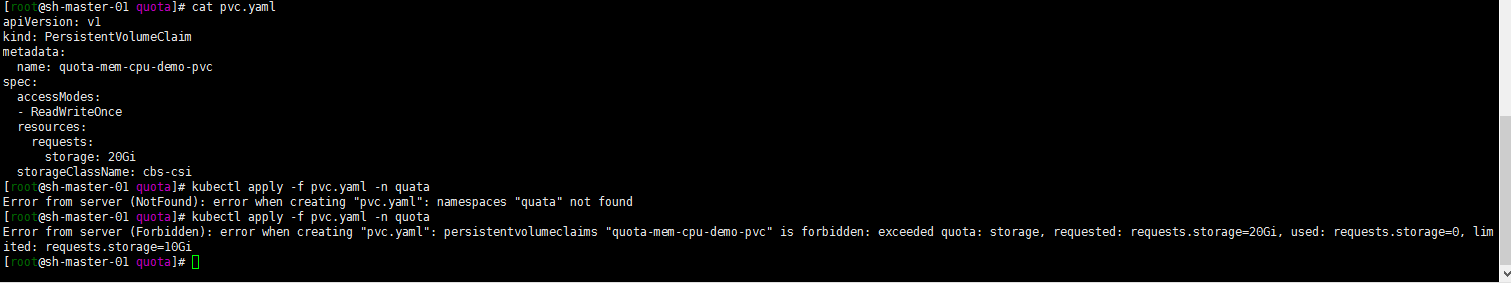 [root@sh-master-01 quota]# cat pvc.yaml
apiVersion: v1
kind: PersistentVolumeClaim
metadata:
  name: quota-mem-cpu-demo-pvc
spec:
  accessModes:
  - ReadWriteOnce
  resources:
    requests:
      storage: 20Gi
  storageClassName: cbs-csi
[root@sh-master-01 quota]# kubectl apply -f pvc.yaml -n quata
Error from server (NotFound): error when creating "pvc.yaml": namespaces "quata" not found
[root@sh-master-01 quota]# kubectl apply -f pvc.yaml -n quota
Error from server (Forbidden): error when creating "pvc.yaml": persistentvolumeclaims "quota-mem-cpu-demo-pvc" is forbidden: exceeded quota: storage, requested: requests.storage=20Gi, used: requests.storage=0, lim
ited: requests.storage=10Gi
[root@sh-master-01 quota]#